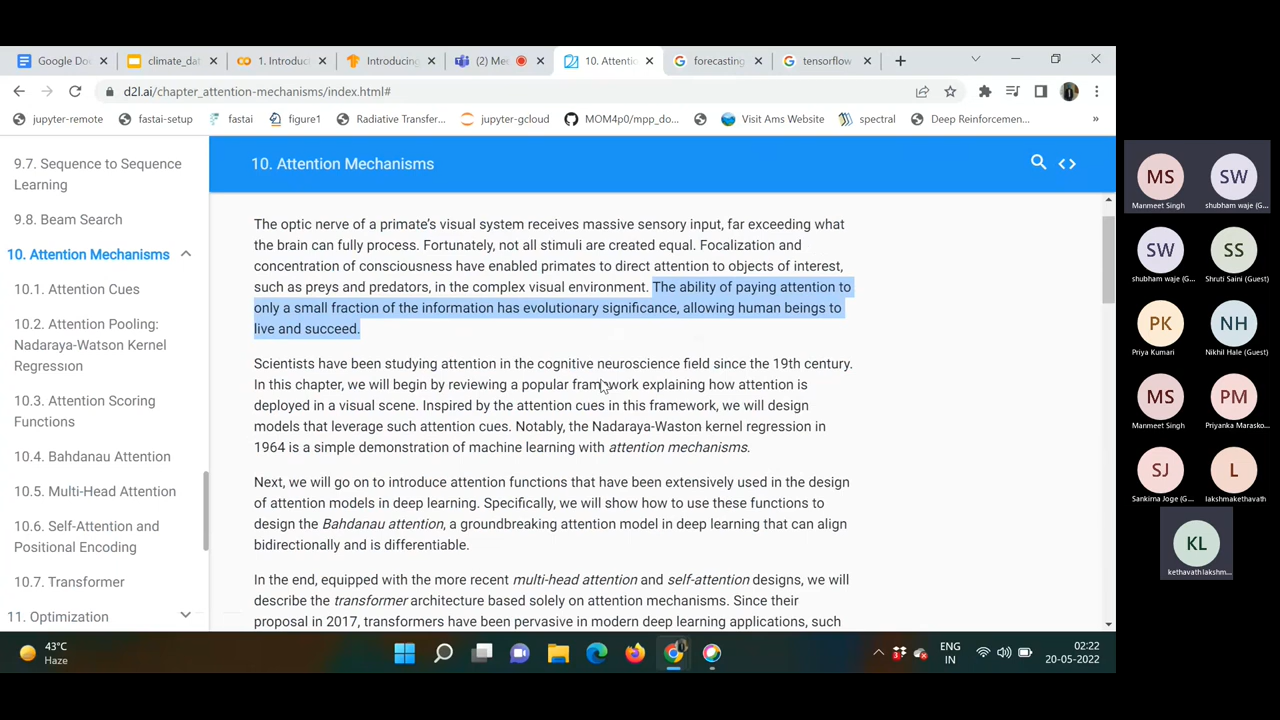 Google Do
climate_dat
1. Introduct
Introducing
(2) Mee
10. Attentio
forecasting
tensorflow
d2l.ai/chapter_attention-mechanisms/index.html#
jupyter-remote
fastai-setup
fastai
figure1
Radiative Transfer...
jupyter-gcloud
MOM4p0/mpp_do...
Visit Ams Website
spectral
Deep Reinforcemen...
»
9.7. Sequence to Sequence
Learning
9.8. Beam Search
10. Attention Mechanisms
10.1. Attention Cues
10.2. Attention Pooling:
Nadaraya-Watson Kernel
Regression
10.3. Attention Scoring
Functions
10.4. Bahdanau Attention
10.5. Multi-Head Attention
10.6. Self-Attention and
Positional Encoding
10.7. Transformer
11. Optimization
10. Attention Mechanisms
The optic nerve of a primate's visual system receives massive sensory input, far exceeding what
the brain can fully process. Fortunately, not all stimuli are created equal. Focalization and
concentration of consciousness have enabled primates to direct attention to objects of interest,
such as preys and predators, in the complex visual environment. The ability of paying attention to
only a small fraction of the information has evolutionary significance, allowing human beings to
live and succeed.
Scientists have been studying attention in the cognitive neuroscience field since the 19th century.
In this chapter, we will begin by reviewing a popular framework explaining how attention is
deployed in a visual scene. Inspired by the attention cues in this framework, we will design
models that leverage such attention cues. Notably, the Nadaraya-Waston kernel regression in
1964 is a simple demonstration of machine learning with attention mechanisms.
Next, we will go on to introduce attention functions that have been extensively used in the design
of attention models in deep learning. Specifically, we will show how to use these functions to
design the Bahdanau attention, a groundbreaking attention model in deep learning that can align
bidirectionally and is differentiable.
In the end, equipped with the more recent multi-head attention and self-attention designs, we will
describe the transformer architecture based solely on attention mechanisms. Since their
proposal in 2017, transformers have been pervasive in modern deep learning applications, such
43°C
Haze
ENG
IN
02:22
20-05-2022
MS
Manmeet Singh
SW
shubham waje (G...
SW
shubham waje (G...
SS
Shruti Saini (Guest)
PK
Priya Kumari
NH
Nikhil Hale (Guest)
MS
Manmeet Singh
PM
Priyanka Marasko...
SJ
Sankirna Joge (G...
L
lakshmakethavath
KL
kethavath lakshm...